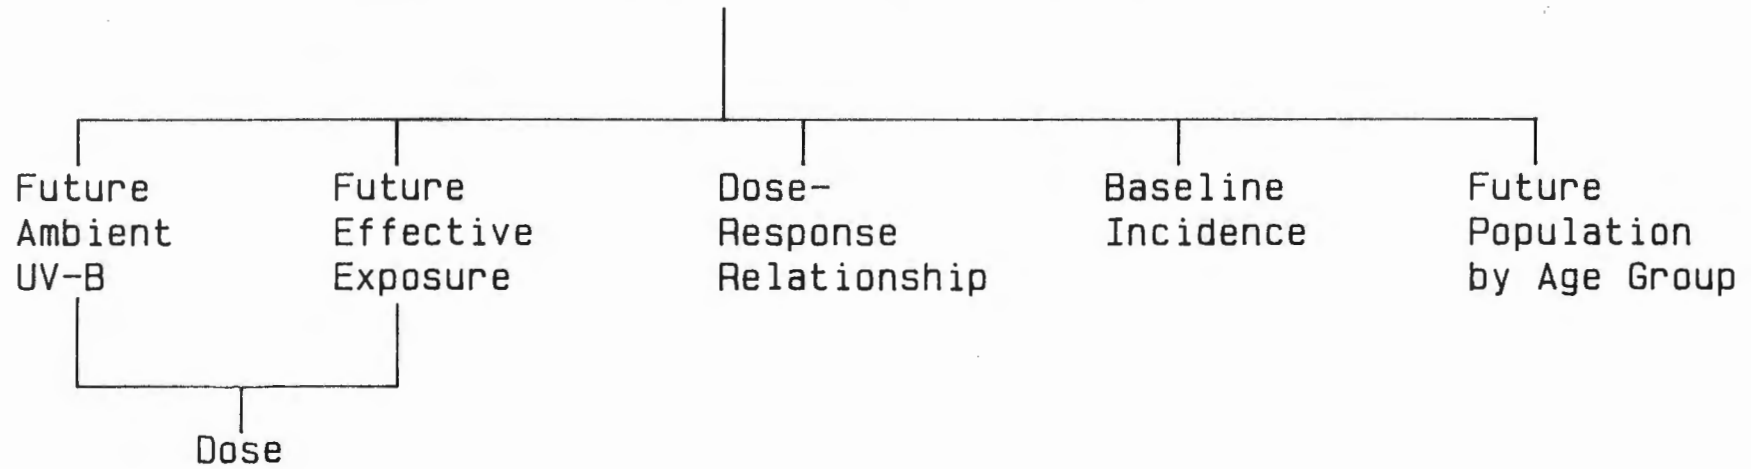 Future
Ambient
UV-B
Future
Effective
Exposure
Dose-
Response
Relationship
Baseline
Incidence
Future
Population
by Age Group
Dose